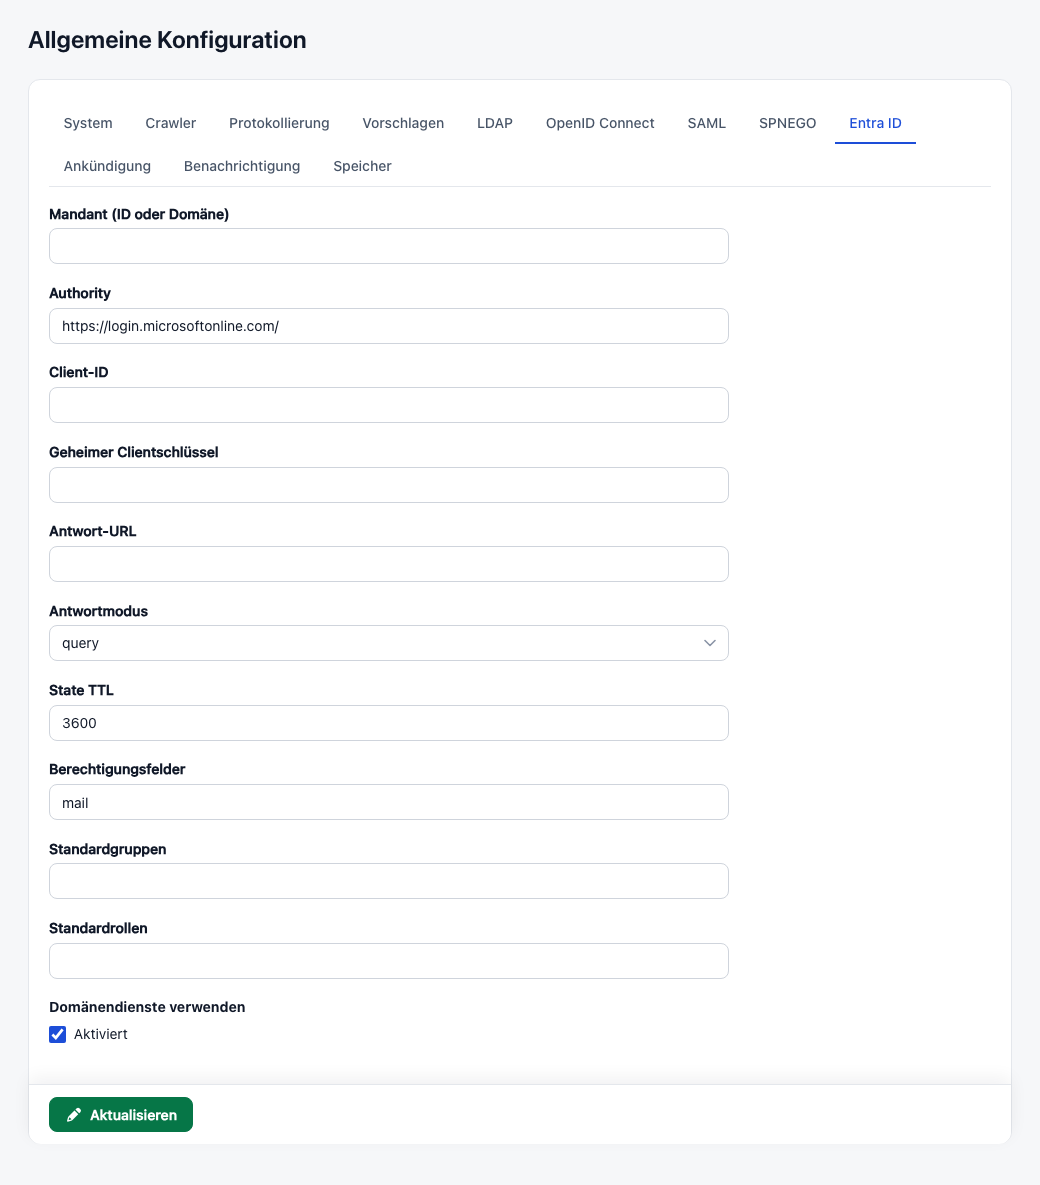 Allgemeine Konfiguration
System Crawler Protokollierung Vorschlagen LDAP OpenID Connect SAML SPNEGO Entra ID
Ankündigung Benachrichtigung Speicher
Mandant (ID oder Domäne)
Authority
https://login.microsoftonline.com/
Client-ID
Geheimer Clientschlüssel
Antwort-URL
Antwortmodus
query
State TTL
3600
Berechtigungsfelder
mail
Standardgruppen
Standardrollen
Domänendienste verwenden
Aktiviert
Aktualisieren